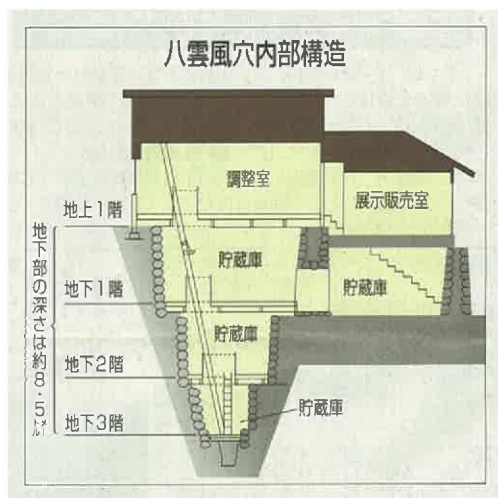 八雲風穴内部構造
調整室
展示販売室
地上1階
貯蔵庫
貯蔵庫
地下1階
貯蔵庫
地下2階
貯蔵庫
地下3階
地下部の深さは約8・5㍍